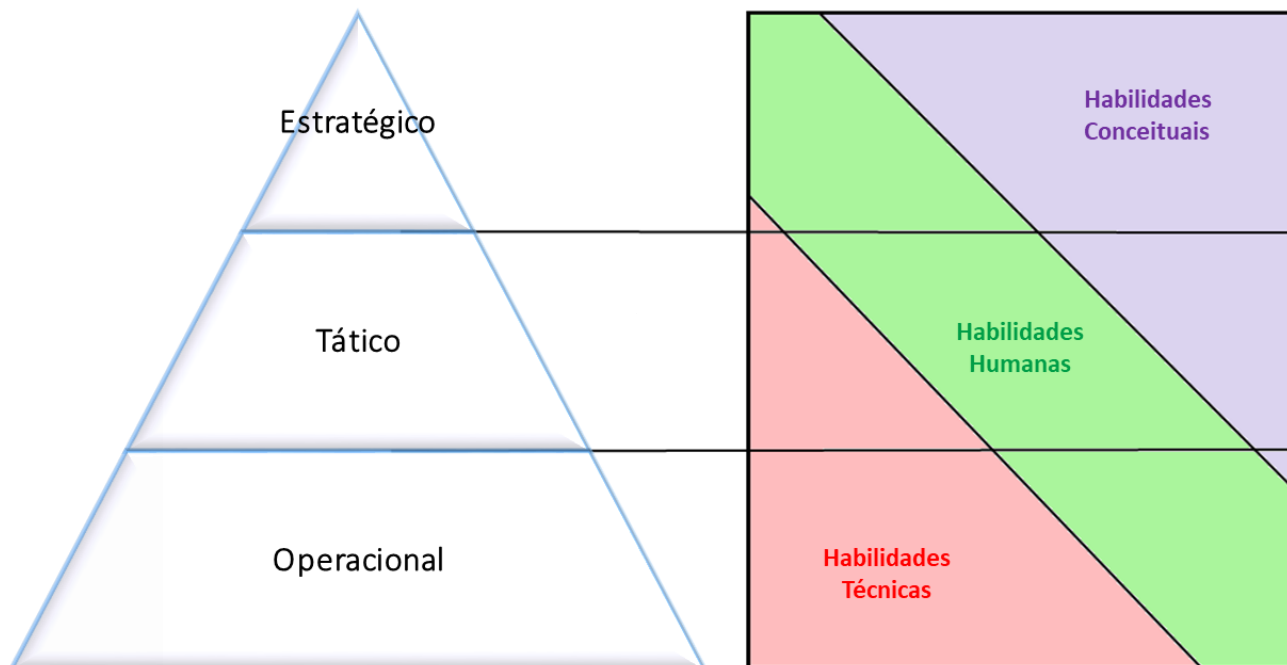 Estratégico
Habilidades
Conceituais
Tático
Habilidades
Humanas
Operacional
Habilidades
Técnicas